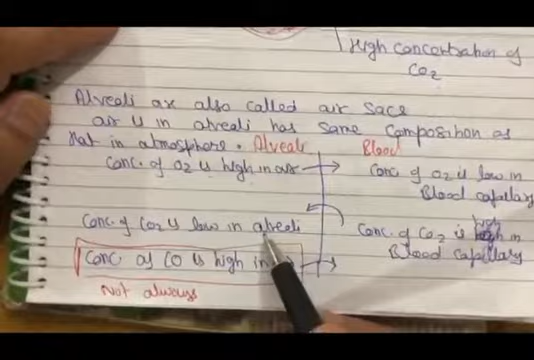 High concentration of
CO2
Alveoli are also called air sacs
air is in alveoli has same composition as
that in atmosphere. Alveoli Blood
Conc. of O2 is high in air
Conc. of O2 is low in
Blood capillary
Conc. of CO2 is low in alveoli
Conc. of CO2 is high in
Blood capillary
Conc of CO is high in
Not always